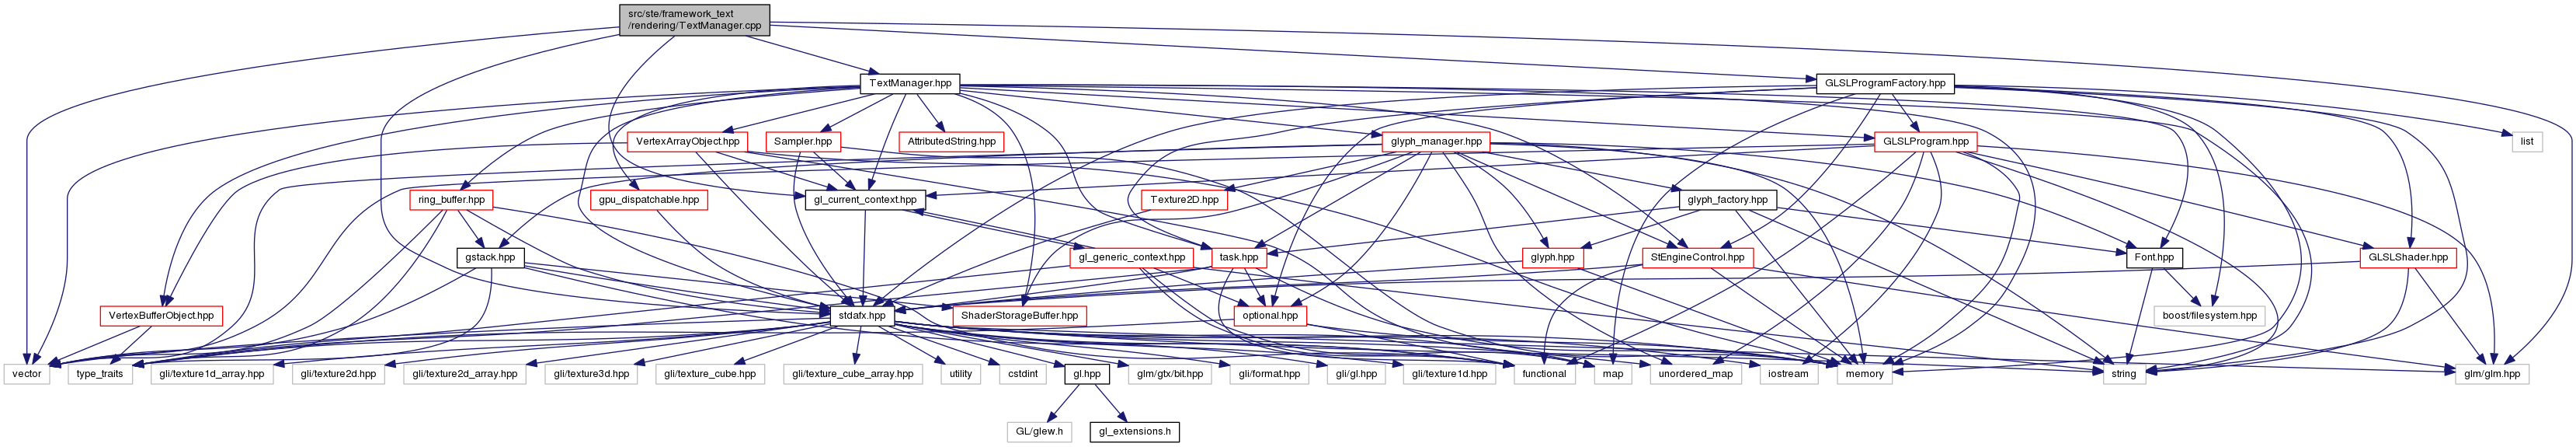 src/ste/framework_text
/rendering/TextManager.cpp
TextManager.hpp
GLSLProgramFactory.hpp
VertexArrayObject.hpp
Sampler.hpp
AttributedString.hpp
glyph_manager.hpp
GLSLProgram.hpp
list
ring_buffer.hpp
gpu_dispatchable.hpp
gl_current_context.hpp
Texture2D.hpp
glyph_factory.hpp
gstack.hpp
gl_generic_context.hpp
task.hpp
glyph.hpp
StEngineControl.hpp
Font.hpp
GLSLShader.hpp
VertexBufferObject.hpp
stdafx.hpp
ShaderStorageBuffer.hpp
optional.hpp
boost/filesystem.hpp
vector
type_traits
gli/texture1d_array.hpp
gli/texture2d.hpp
gli/texture2d_array.hpp
gli/texture3d.hpp
gli/texture_cube.hpp
gli/texture_cube_array.hpp
utility
cstdint
gl.hpp
glm/gtx/bit.hpp
gli/format.hpp
gli/gl.hpp
gli/texture1d.hpp
functional
map
unordered_map
iostream
memory
string
glm/glm.hpp
GL/glew.h
gl_extensions.h